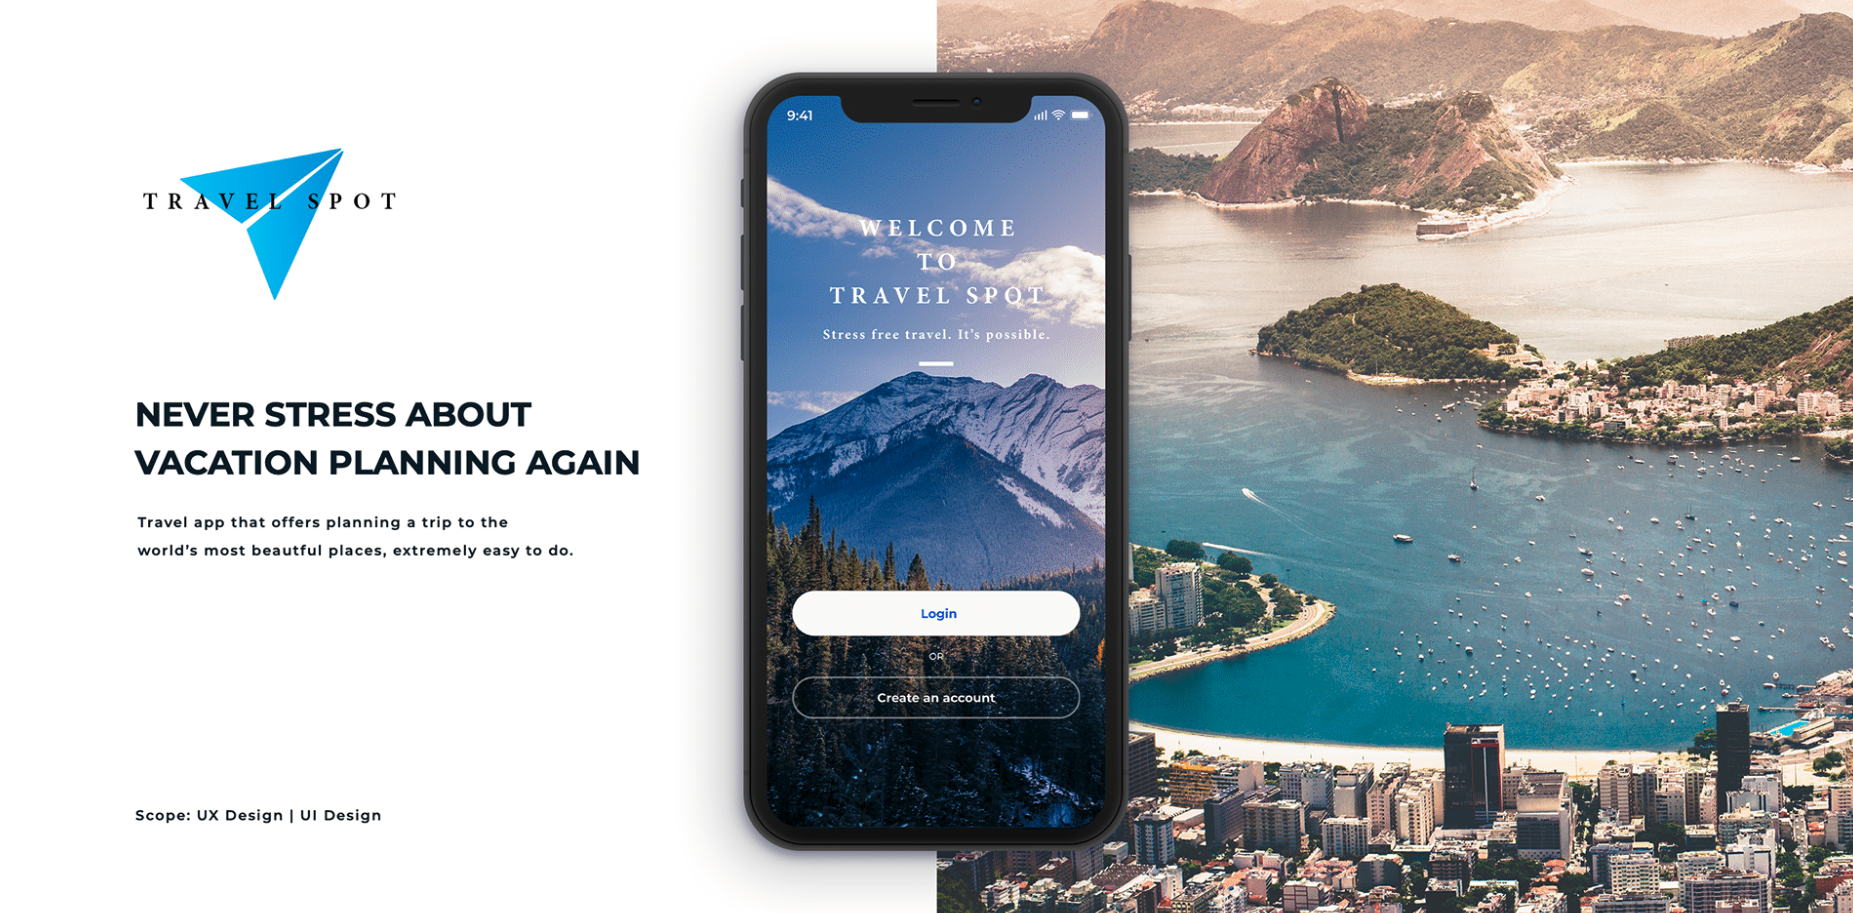 TRAVEL SPOT
NEVER STRESS ABOUT
VACATION PLANNING AGAIN
Travel app that offers planning a trip to the
world’s most beautful places, extremely easy to do.
Scope: UX Design | UI Design
9:41
WELCOME
TO
TRAVEL SPOT
Stress free travel. It’s possible.
Login
OR
Create an account